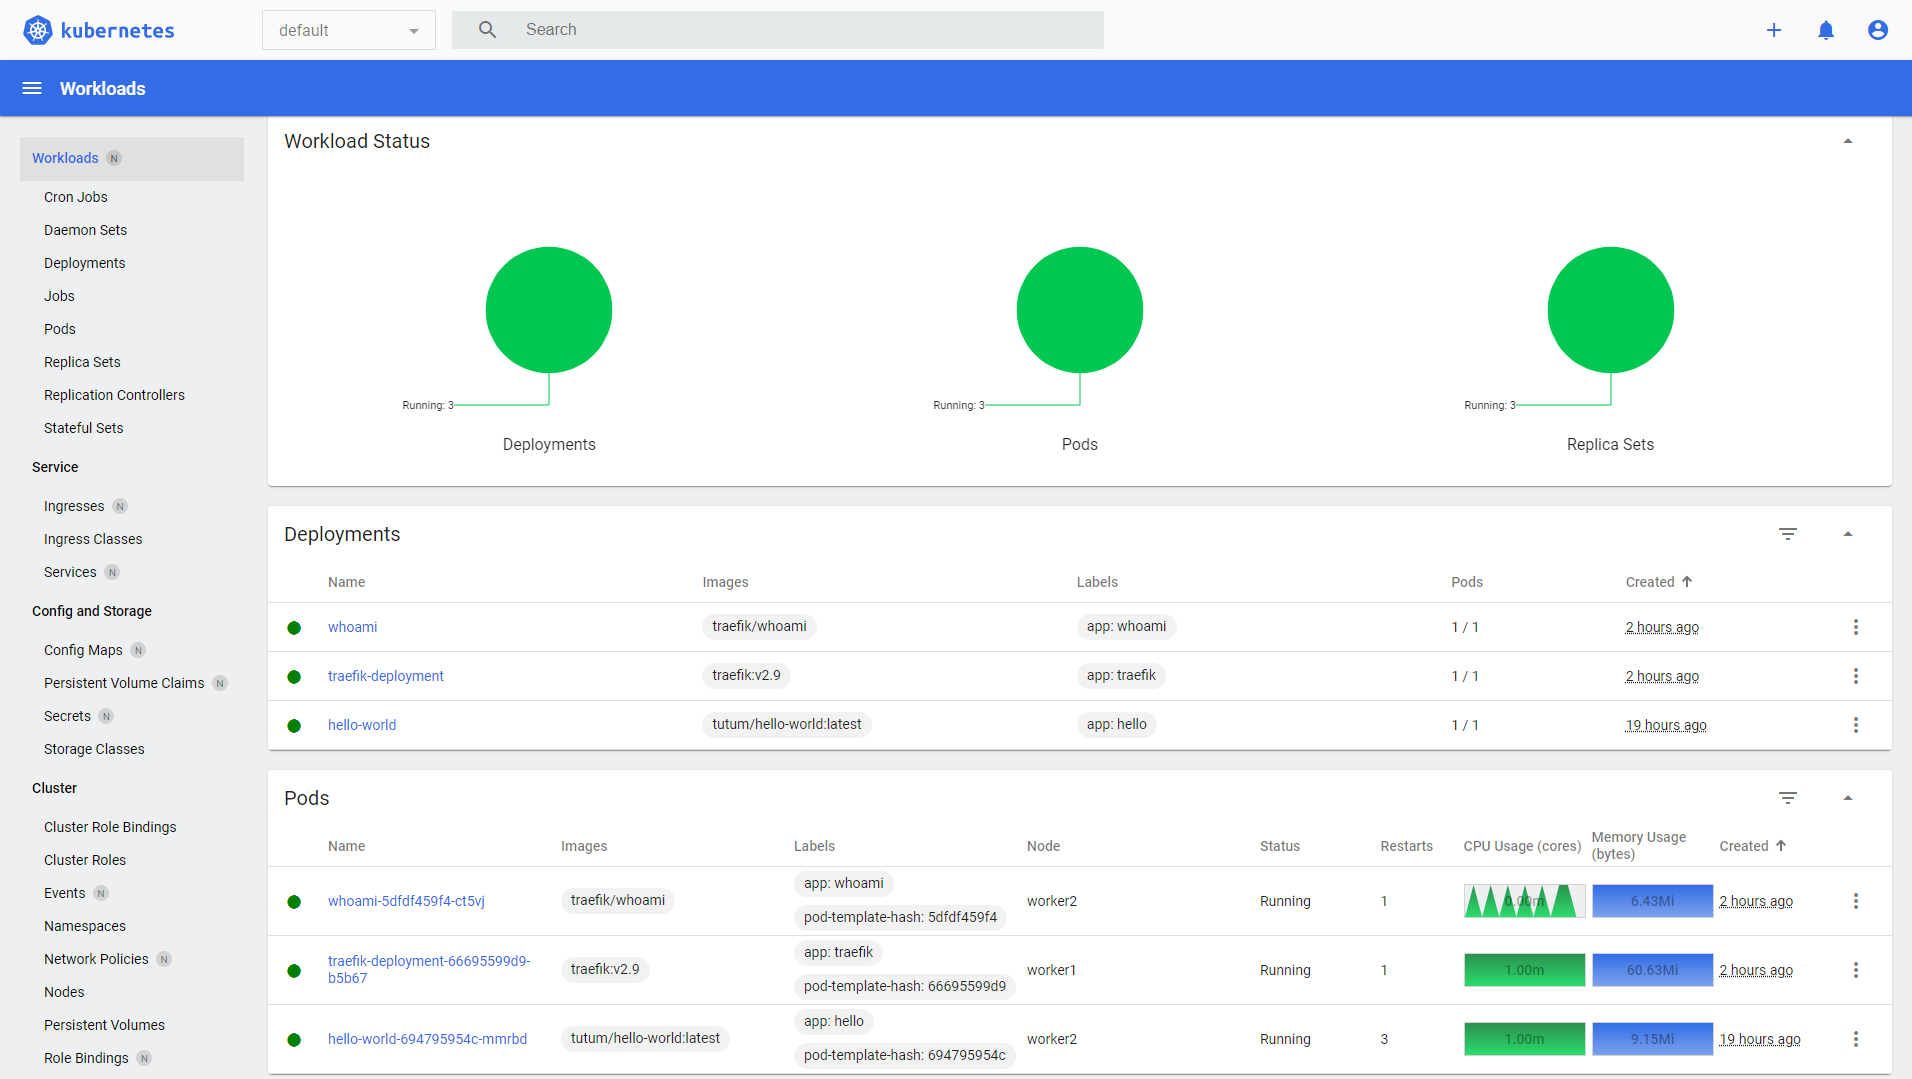 kubernetes
default
Search
Workloads
Workloads N
Cron Jobs
Daemon Sets
Deployments
Jobs
Pods
Replica Sets
Replication Controllers
Stateful Sets
Service
Ingresses N
Ingress Classes
Services N
Config and Storage
Config Maps N
Persistent Volume Claims N
Secrets N
Storage Classes
Cluster
Cluster Role Bindings
Cluster Roles
Events N
Namespaces
Network Policies N
Nodes
Persistent Volumes
Role Bindings N
Workload Status
Running: 3
Deployments
Running: 3
Pods
Running: 3
Replica Sets
Deployments
Name Images Labels Pods Created
whoami traefik/whoami app: whoami 1 / 1 2 hours ago
traefik-deployment traefik:v2.9 app: traefik 1 / 1 2 hours ago
hello-world tutum/hello-world:latest app: hello 1 / 1 19 hours ago
Pods
Name Images Labels Node Status Restarts CPU Usage (cores) Memory Usage (bytes) Created
whoami-5dfdf459f4-ct5vj traefik/whoami app: whoami worker2 Running 1 0.00m 6.43Mi 2 hours ago
pod-template-hash: 5dfdf459f4
traefik-deployment-66695599d9- traefik:v2.9 app: traefik worker1 Running 1 1.00m 60.63Mi 2 hours ago
b5b67 pod-template-hash: 66695599d9
hello-world-694795954c-mmrbd tutum/hello-world:latest app: hello worker2 Running 3 1.00m 9.15Mi 19 hours ago
pod-template-hash: 694795954c